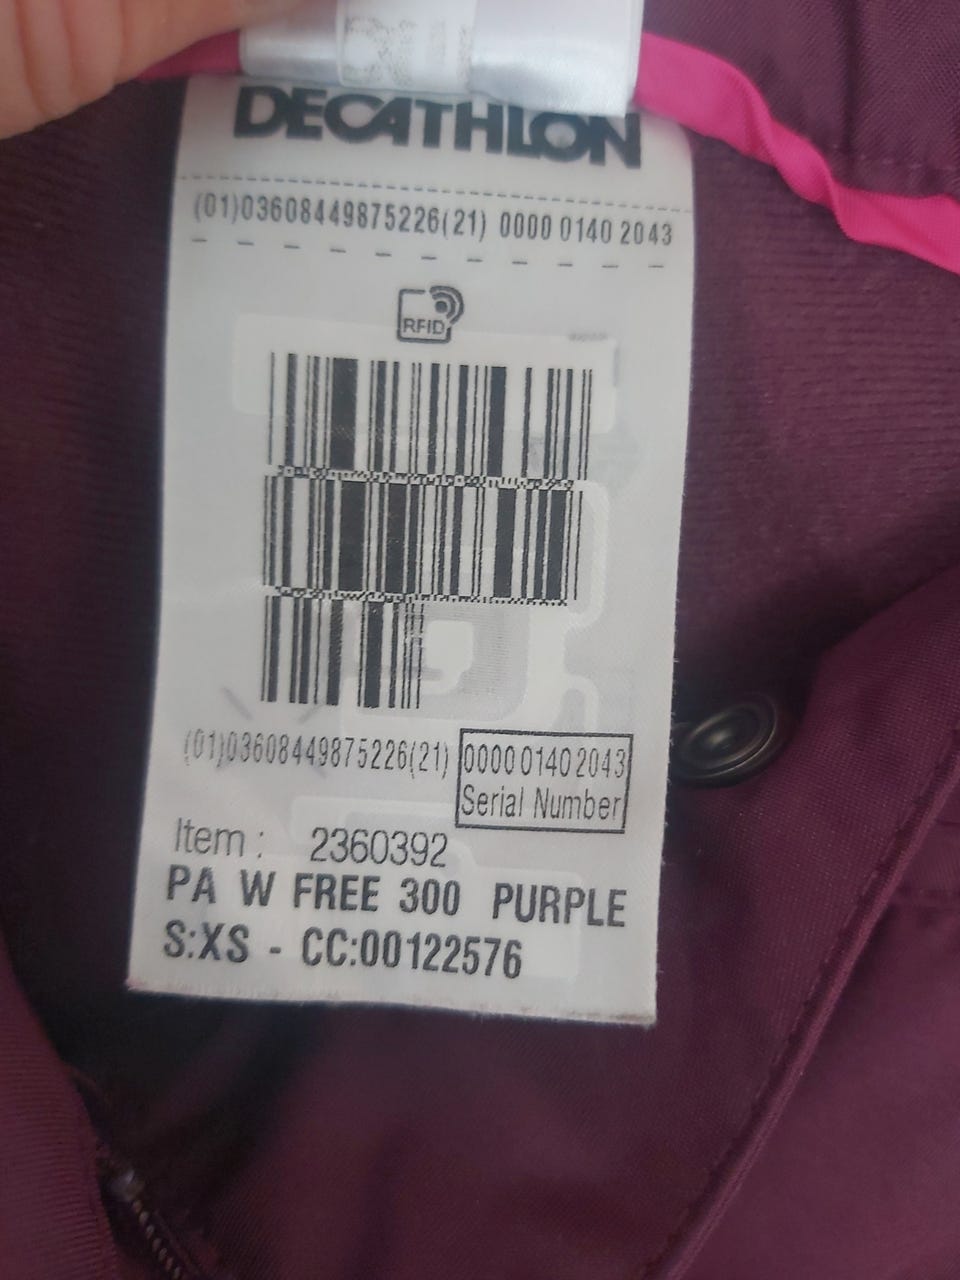 DECATHLON
(01)03608449875226(21) 0000 0140 2043
RFID
(01)03608449875226(21) 0000 0140 2043
Serial Number
Item : 2360392
PA W FREE 300 PURPLE
S:XS - CC:00122576